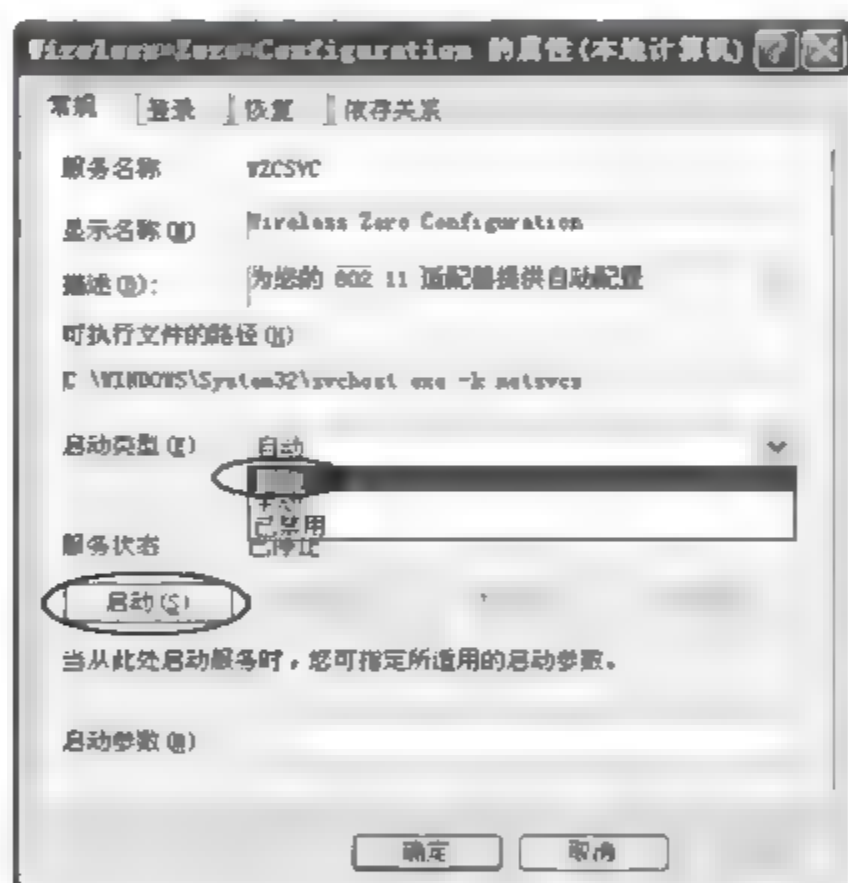 Wireless Zero Configuration 的属性(本地计算机)
常规 登录 恢复 依存关系
服务名称 WZCSVC
显示名称(N) Wireless Zero Configuration
描述(D): 为您的 802 11 适配器提供自动配置
可执行文件的路径(H)
C \WINDOWS\System32\svchost exe -k netsvcs
启动类型(E) 自动
手动
已禁用
服务状态 已停止
启动(S)
当从此处启动服务时，您可指定所适用的启动参数。
启动参数(M)
确定 取消